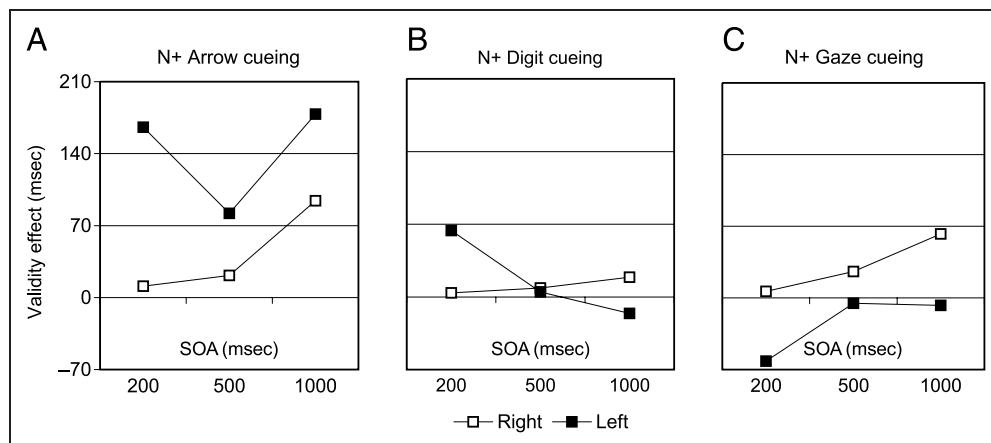 A
N+ Arrow cueing
B
N+ Digit cueing
C
N+ Gaze cueing
Validity effect (msec)
210
140
70
0
–70
SOA (msec)
200 500 1000
SOA (msec)
200 500 1000
SOA (msec)
200 500 1000
Right Left